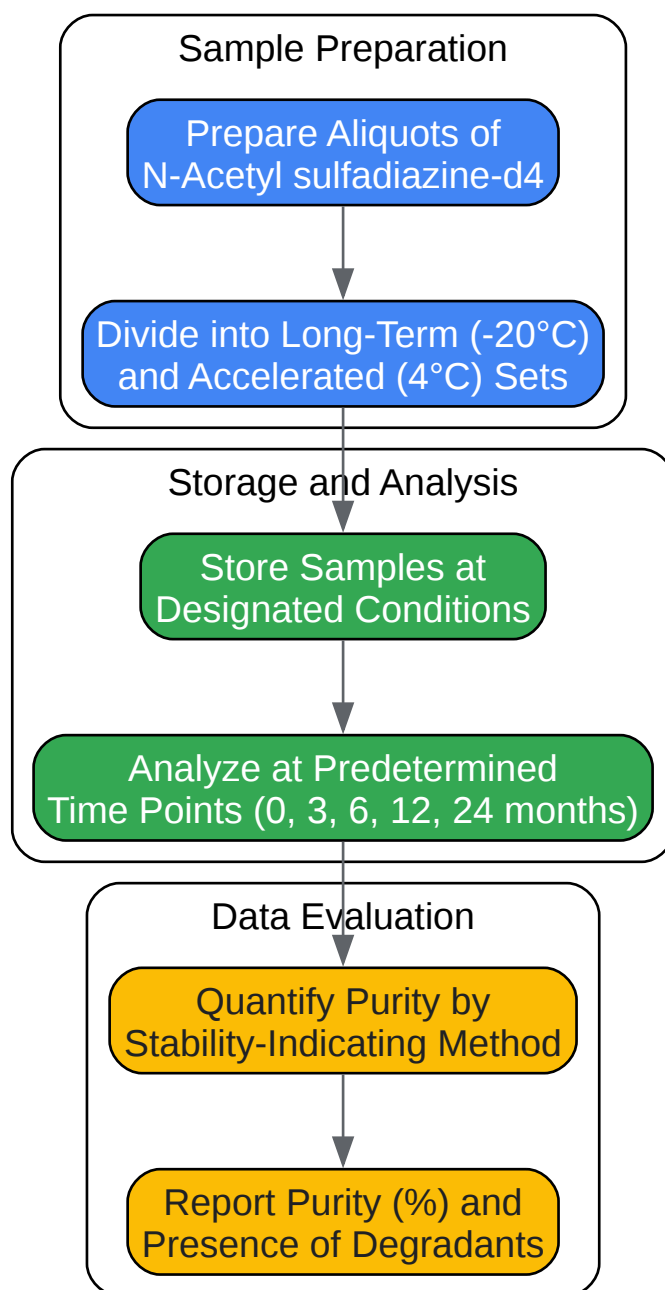 Sample Preparation
Prepare Aliquots of
N-Acetyl sulfadiazine-d4
Divide into Long-Term (-20°C)
and Accelerated (4°C) Sets
Storage and Analysis
Store Samples at
Designated Conditions
Analyze at Predetermined
Time Points (0, 3, 6, 12, 24 months)
Data Evaluation
Quantify Purity by
Stability-Indicating Method
Report Purity (%) and
Presence of Degradants